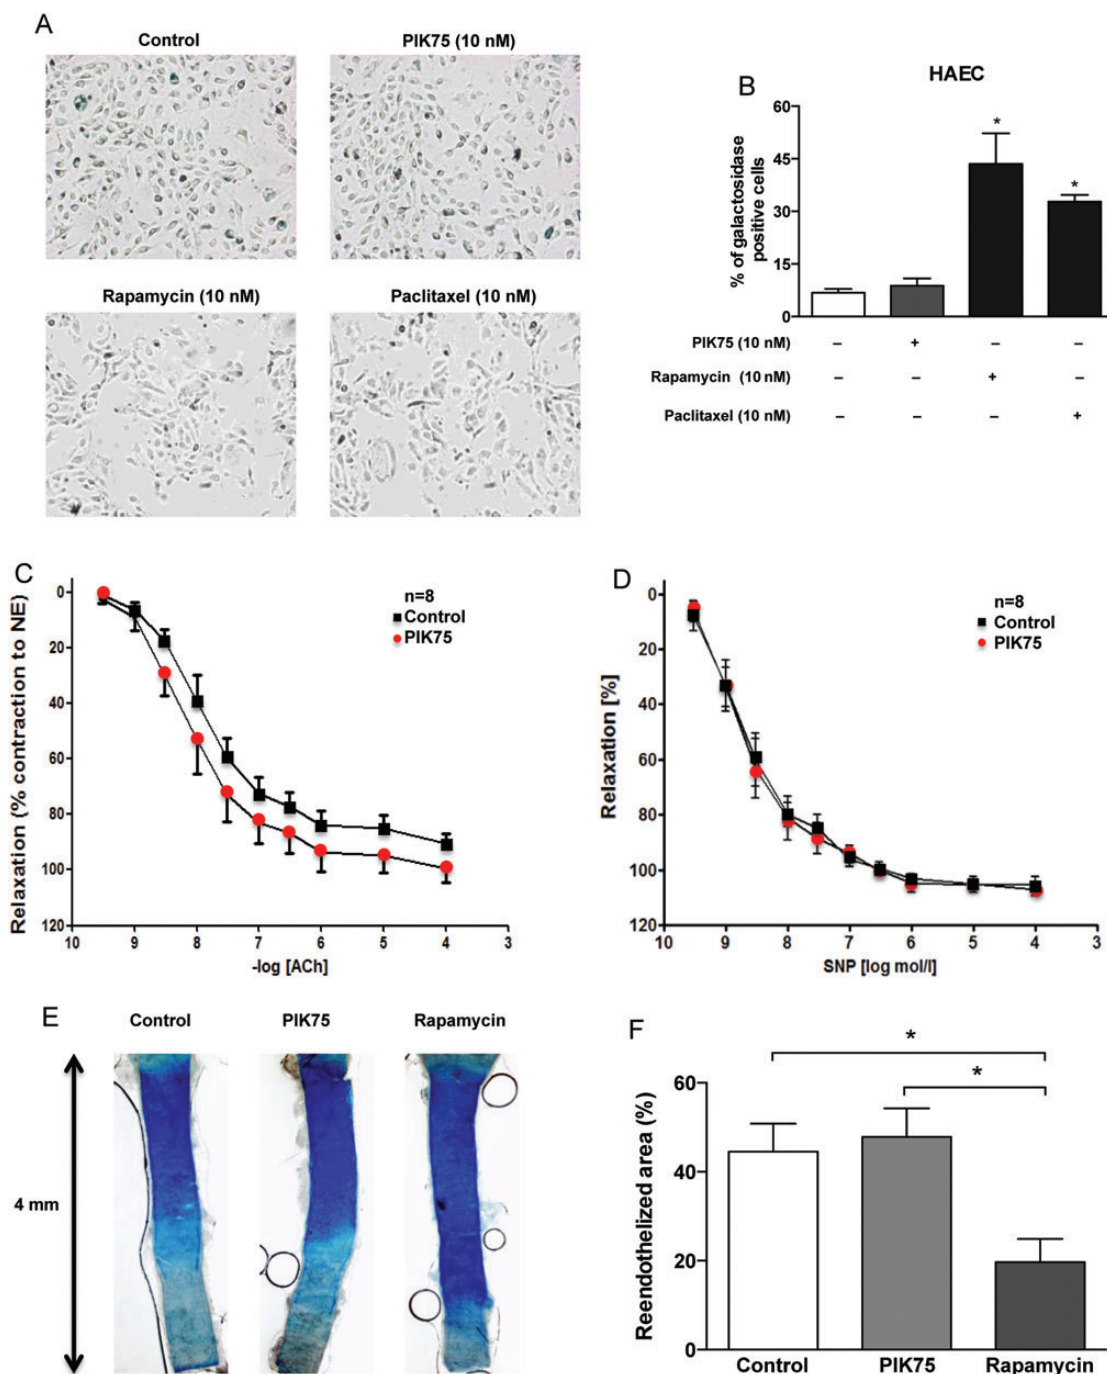 A
Control
PIK75 (10 nM)
Rapamycin (10 nM)
Paclitaxel (10 nM)
B
HAEC
% of galactosidase
positive cells
60
45
30
15
0
*
*
PIK75 (10 nM) – + – –
Rapamycin (10 nM) – – + –
Paclitaxel (10 nM) – – – +
C
Relaxation (% contraction to NE)
0
20
40
60
80
100
120
n=8
Control
PIK75
10 9 8 7 6 5 4 3
-log [ACh]
D
Relaxation [%]
0
20
40
60
80
100
120
n=8
Control
PIK75
10 9 8 7 6 5 4 3
SNP [log mol/l]
E
Control
PIK75
Rapamycin
4 mm
F
*
*
Reendothelized area (%)
60
40
20
0
Control PIK75 Rapamycin